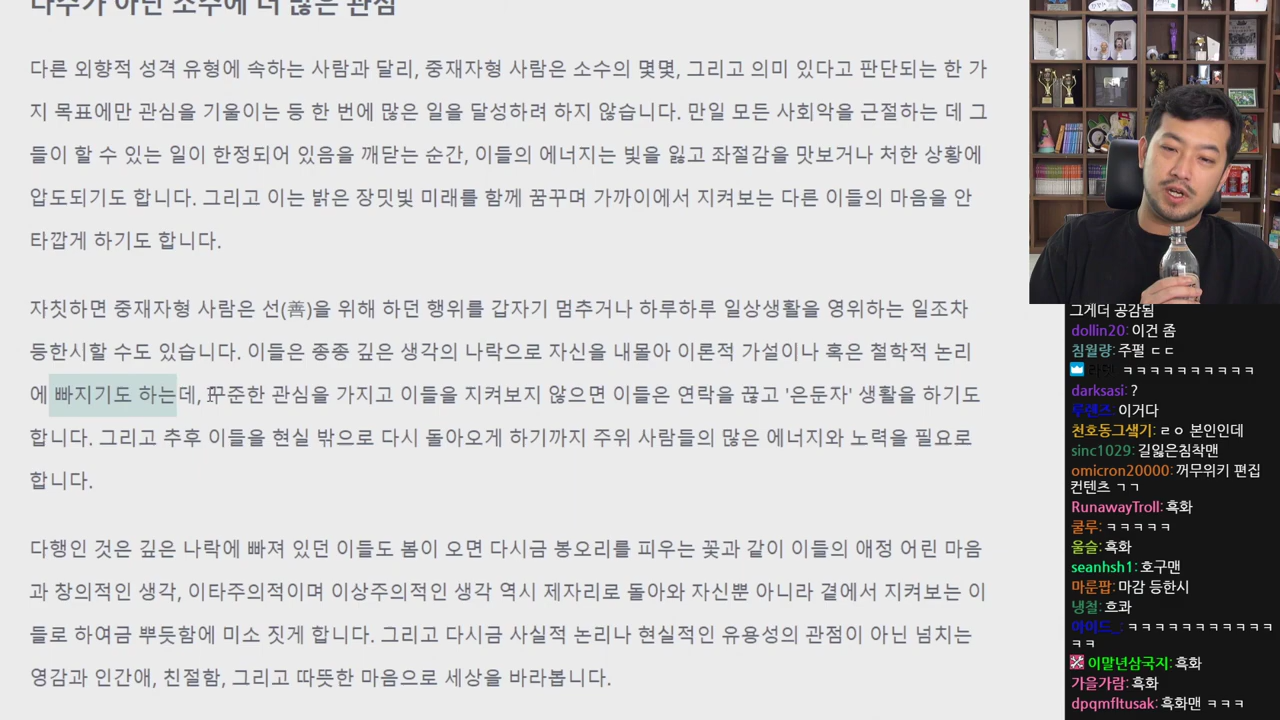 다수가 아닌 소수에 더 많은 관심
다른 외향적 성격 유형에 속하는 사람과 달리, 중재자형 사람은 소수의 몇몇, 그리고 의미 있다고 판단되는 한 가
지 목표에만 관심을 기울이는 등 한 번에 많은 일을 달성하려 하지 않습니다. 만일 모든 사회악을 근절하는 데 그
들이 할 수 있는 일이 한정되어 있음을 깨닫는 순간, 이들의 에너지는 빛을 잃고 좌절감을 맛보거나 처한 상황에
압도되기도 합니다. 그리고 이는 밝은 장밋빛 미래를 함께 꿈꾸며 가까이에서 지켜보는 다른 이들의 마음을 안
타깝게 하기도 합니다.
자칫하면 중재자형 사람은 선(善)을 위해 하던 행위를 갑자기 멈추거나 하루하루 일상생활을 영위하는 일조차
등한시할 수도 있습니다. 이들은 종종 깊은 생각의 나락으로 자신을 내몰아 이론적 가설이나 혹은 철학적 논리
에 빠지기도 하는데, 꾸준한 관심을 가지고 이들을 지켜보지 않으면 이들은 연락을 끊고 '은둔자' 생활을 하기도
합니다. 그리고 추후 이들을 현실 밖으로 다시 돌아오게 하기까지 주위 사람들의 많은 에너지와 노력을 필요로
합니다.
다행인 것은 깊은 나락에 빠져 있던 이들도 봄이 오면 다시금 봉오리를 피우는 꽃과 같이 이들의 애정 어린 마음
과 창의적인 생각, 이타주의적이며 이상주의적인 생각 역시 제자리로 돌아와 자신뿐 아니라 곁에서 지켜보는 이
들로 하여금 뿌듯함에 미소 짓게 합니다. 그리고 다시금 사실적 논리나 현실적인 유용성의 관점이 아닌 넘치는
영감과 인간애, 친절함, 그리고 따뜻한 마음으로 세상을 바라봅니다.
그게더 공감됨
dollin20: 이건 좀
침월량: 주펄 ㄷㄷ
ㅋㅋㅋㅋㅋㅋㅋㅋㅋㅋ
darksasi: ?
루렌즈: 이거다
천호동그샠기: ㄹㅇ 본인인데
sinc1029: 길잃은침착맨
omicron20000: 꺼무위키 편집
컨텐츠 ㄱㄱ
RunawayTroll: 흑화
쿨루: ㅋㅋㅋㅋㅋ
울슬: 흑화
seanhsh1: 호구맨
마룬팝: 마감 등한시
냉철: 흐콰
아이드_: ㅋㅋㅋㅋㅋㅋㅋㅋㅋㅋㅋ
ㅋㅋ
이말년삼국지: 흑화
가을가람: 흑화
dpqmfltusak: 흑화맨 ㅋㅋㅋ